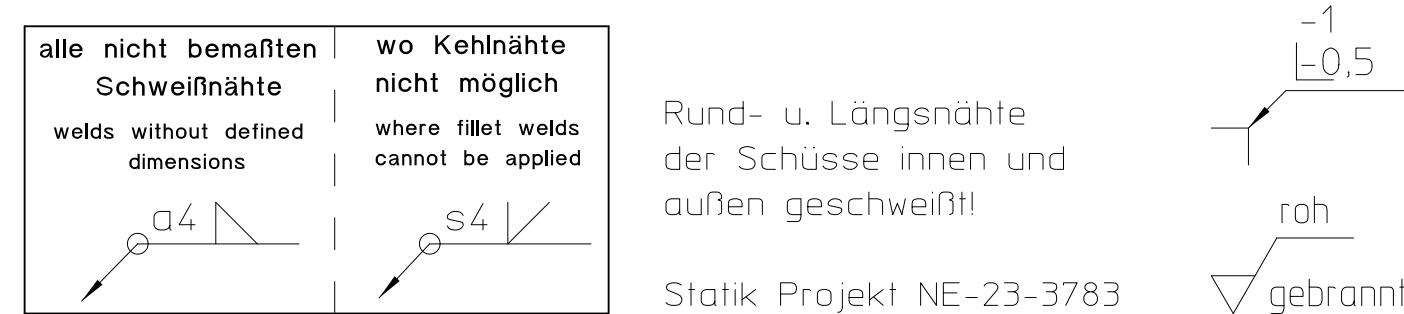 alle nicht bemaßten
Schweißnähte
welds without defined
dimensions
a4
wo Kehlnähte
nicht möglich
where fillet welds
cannot be applied
s4
Rund- u. Längsnähte
der Schüsse innen und
außen geschweißt!
Statik Projekt NE-23-3783
-1
-0,5
roh
gebrannt